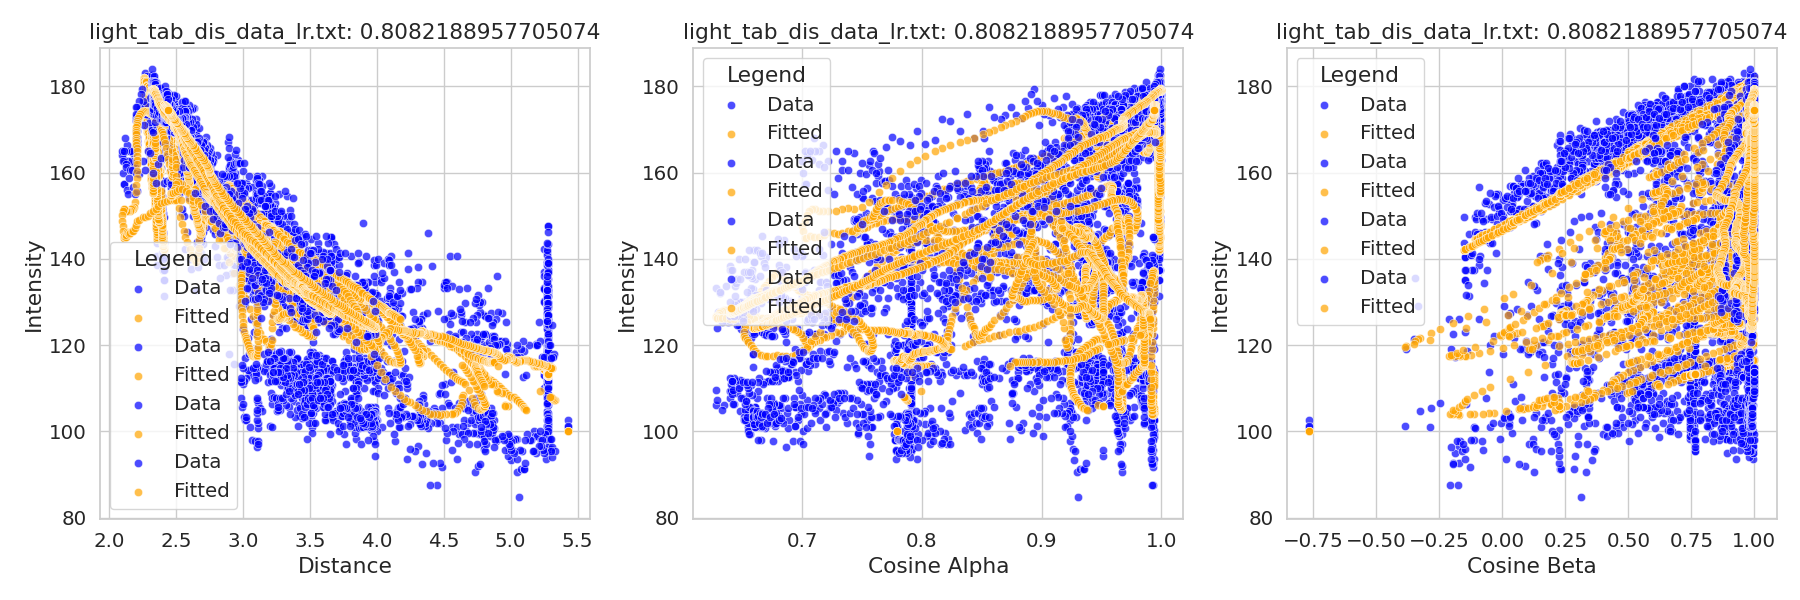 light_tab_dis_data_lr.txt: 0.8082188957705074
180
160
140
120
100
80
Intensity
Legend
Data
Fitted
Data
Fitted
Data
Fitted
Data
Fitted
2.0 2.5 3.0 3.5 4.0 4.5 5.0 5.5
Distance
light_tab_dis_data_lr.txt: 0.8082188957705074
180
160
140
120
100
80
Intensity
Legend
Data
Fitted
Data
Fitted
Data
Fitted
Data
Fitted
0.7 0.8 0.9 1.0
Cosine Alpha
light_tab_dis_data_lr.txt: 0.8082188957705074
180
160
140
120
100
80
Intensity
Legend
Data
Fitted
Data
Fitted
Data
Fitted
Data
Fitted
−0.75 −0.50 −0.25 0.00 0.25 0.50 0.75 1.00
Cosine Beta